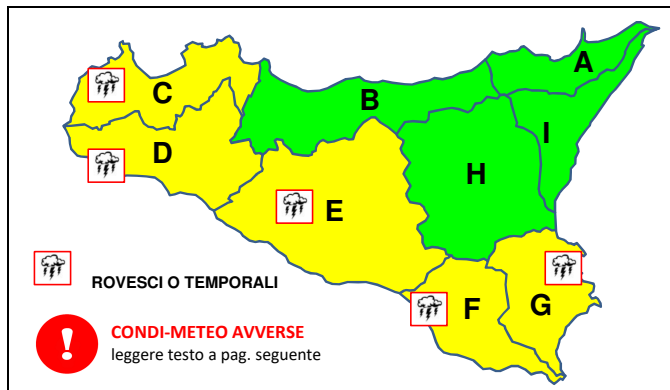 A
C
B
I
D
H
E
ROVESCI O TEMPORALI
F
G
CONDI-METEO AVVERSE
leggere testo a pag. seguente